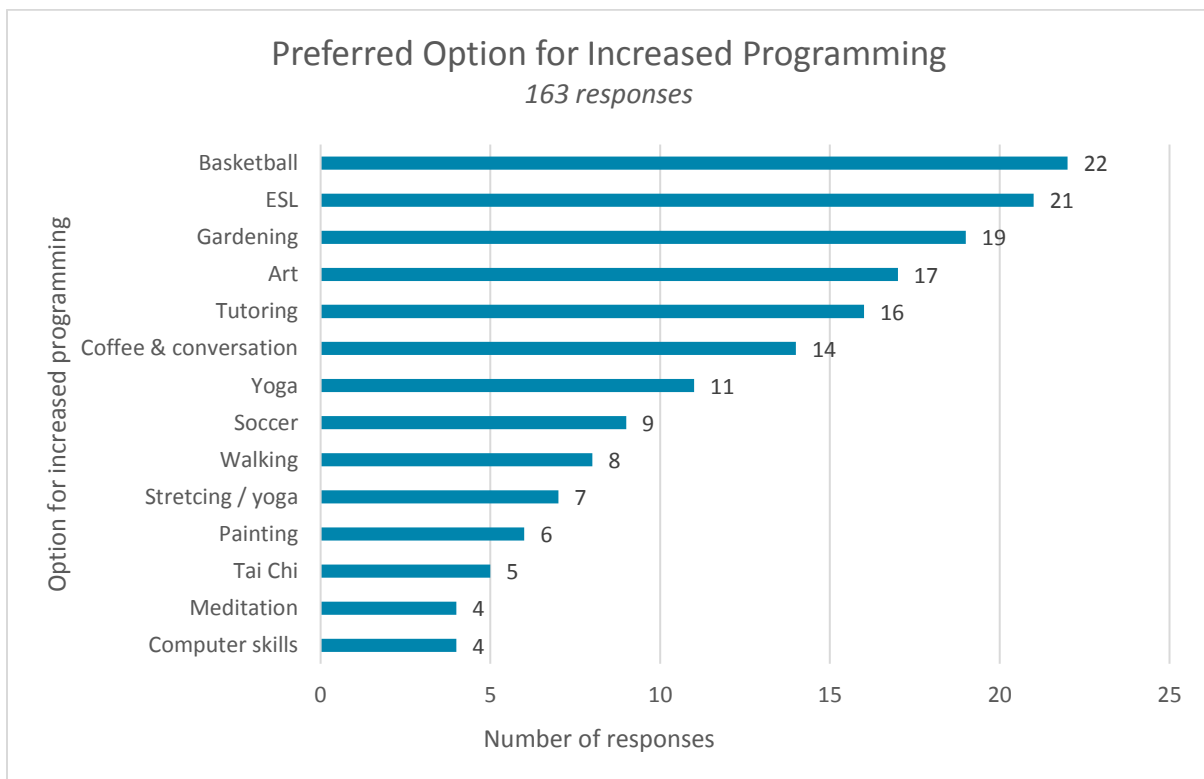 Preferred Option for Increased Programming
163 responses
Option for increased programming
Basketball 22
ESL 21
Gardening 19
Art 17
Tutoring 16
Coffee & conversation 14
Yoga 11
Soccer 9
Walking 8
Stretcing / yoga 7
Painting 6
Tai Chi 5
Meditation 4
Computer skills 4
0 5 10 15 20 25
Number of responses